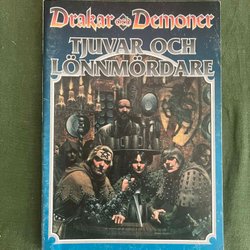 Drakar och Demoner
TJUVAR OCH
LÖNNMÖRDARE